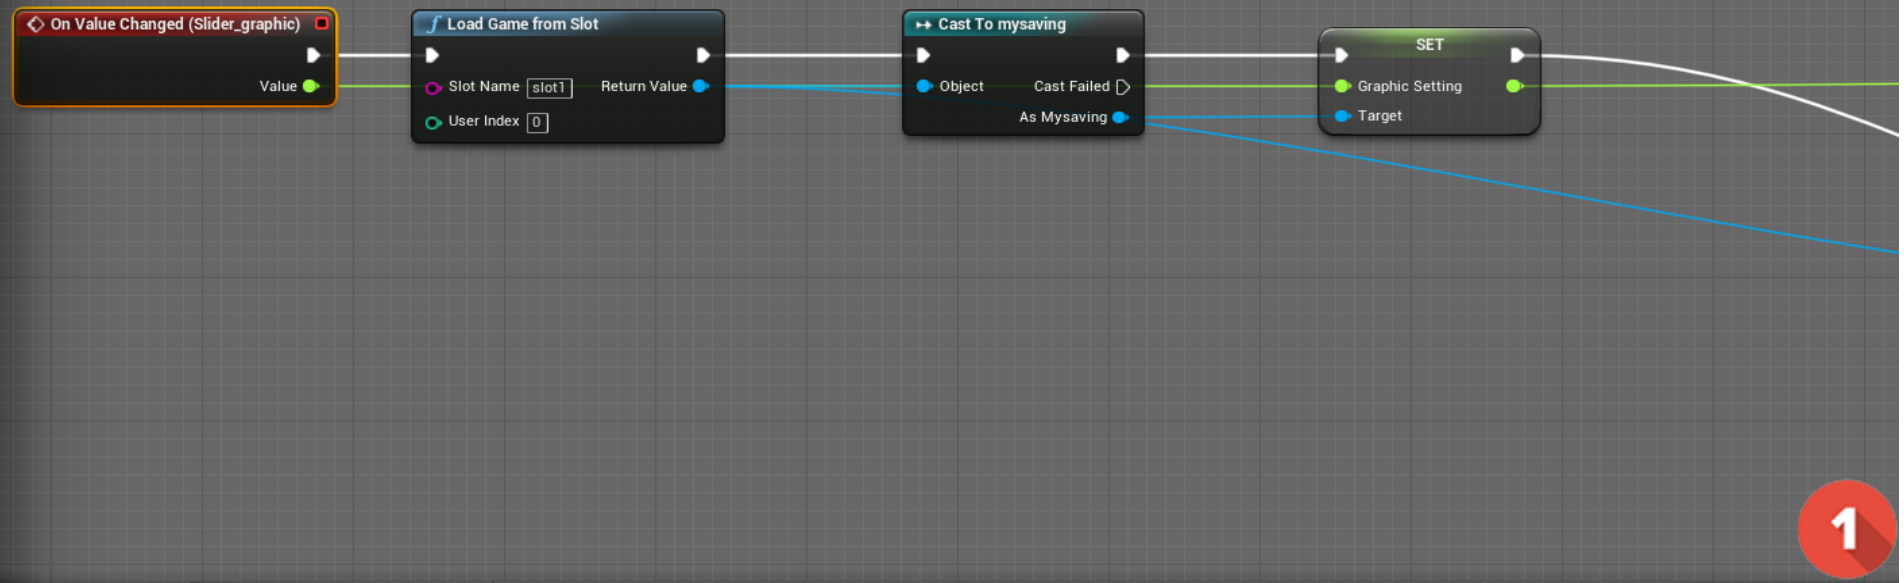 On Value Changed (Slider_graphic)
Value
Load Game from Slot
Slot Name slot1 Return Value
User Index 0
Cast To mysaving
Object Cast Failed
As Mysaving
SET
Graphic Setting
Target
1